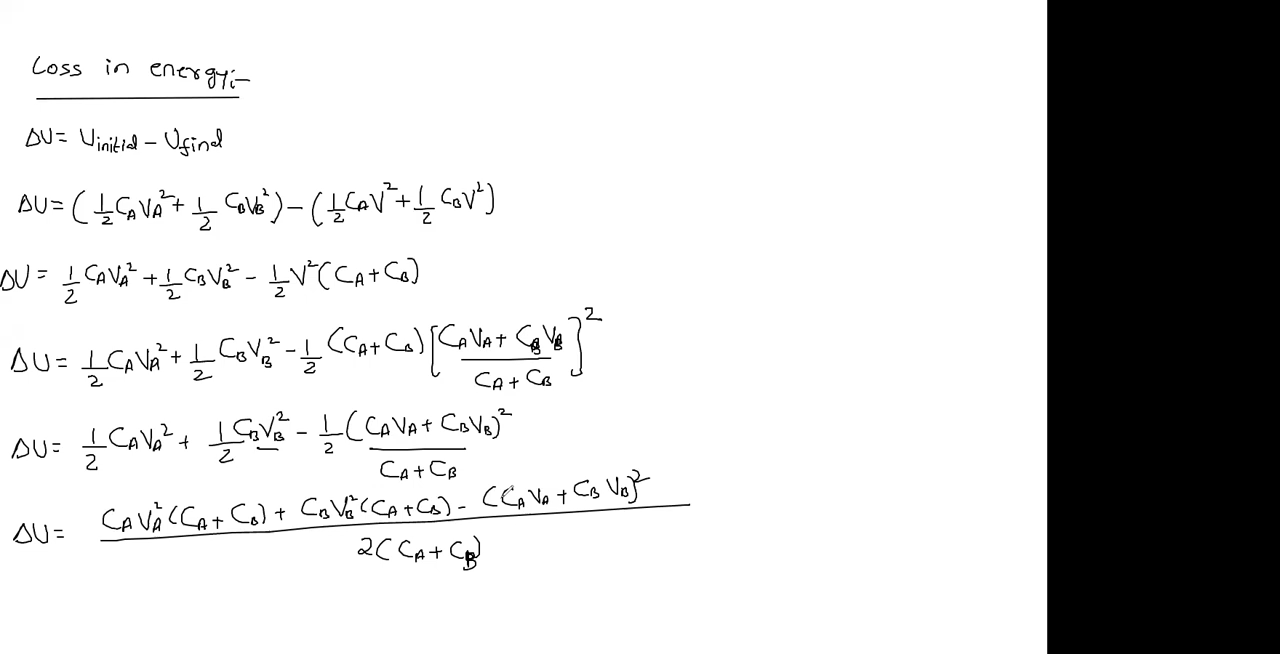 Loss in energy:-
ΔU = U_initial - U_final
ΔU = (1/2 C_A V_A² + 1/2 C_B V_B²) - (1/2 C_A V² + 1/2 C_B V²)
ΔU = 1/2 C_A V_A² + 1/2 C_B V_B² - 1/2 V² (C_A + C_B)
ΔU = 1/2 C_A V_A² + 1/2 C_B V_B² - 1/2 (C_A + C_B) [(C_A V_A + C_B V_B)/(C_A + C_B)]²
ΔU = 1/2 C_A V_A² + 1/2 C_B V_B² - 1/2 (C_A V_A + C_B V_B)²/(C_A + C_B)
ΔU = (C_A V_A² (C_A + C_B) + C_B V_B² (C_A + C_B) - (C_A V_A + C_B V_B)²)/(2(C_A + C_B))